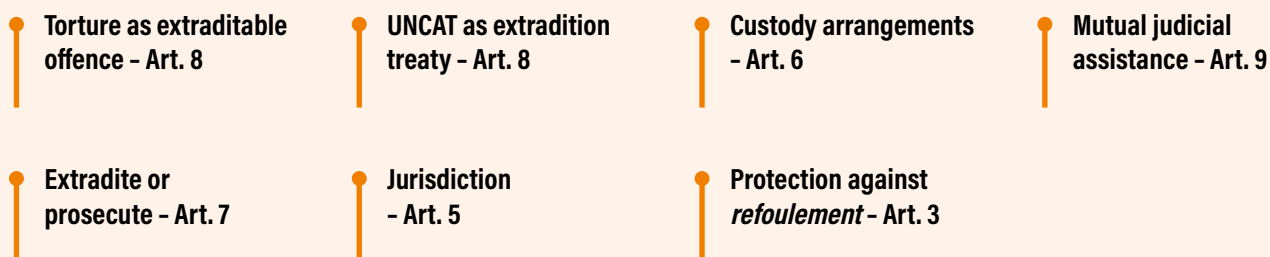 Torture as extraditable
offence – Art. 8
UNCAT as extradition
treaty – Art. 8
Custody arrangements
– Art. 6
Mutual judicial
assistance – Art. 9
Extradite or
prosecute – Art. 7
Jurisdiction
– Art. 5
Protection against
refoulement – Art. 3